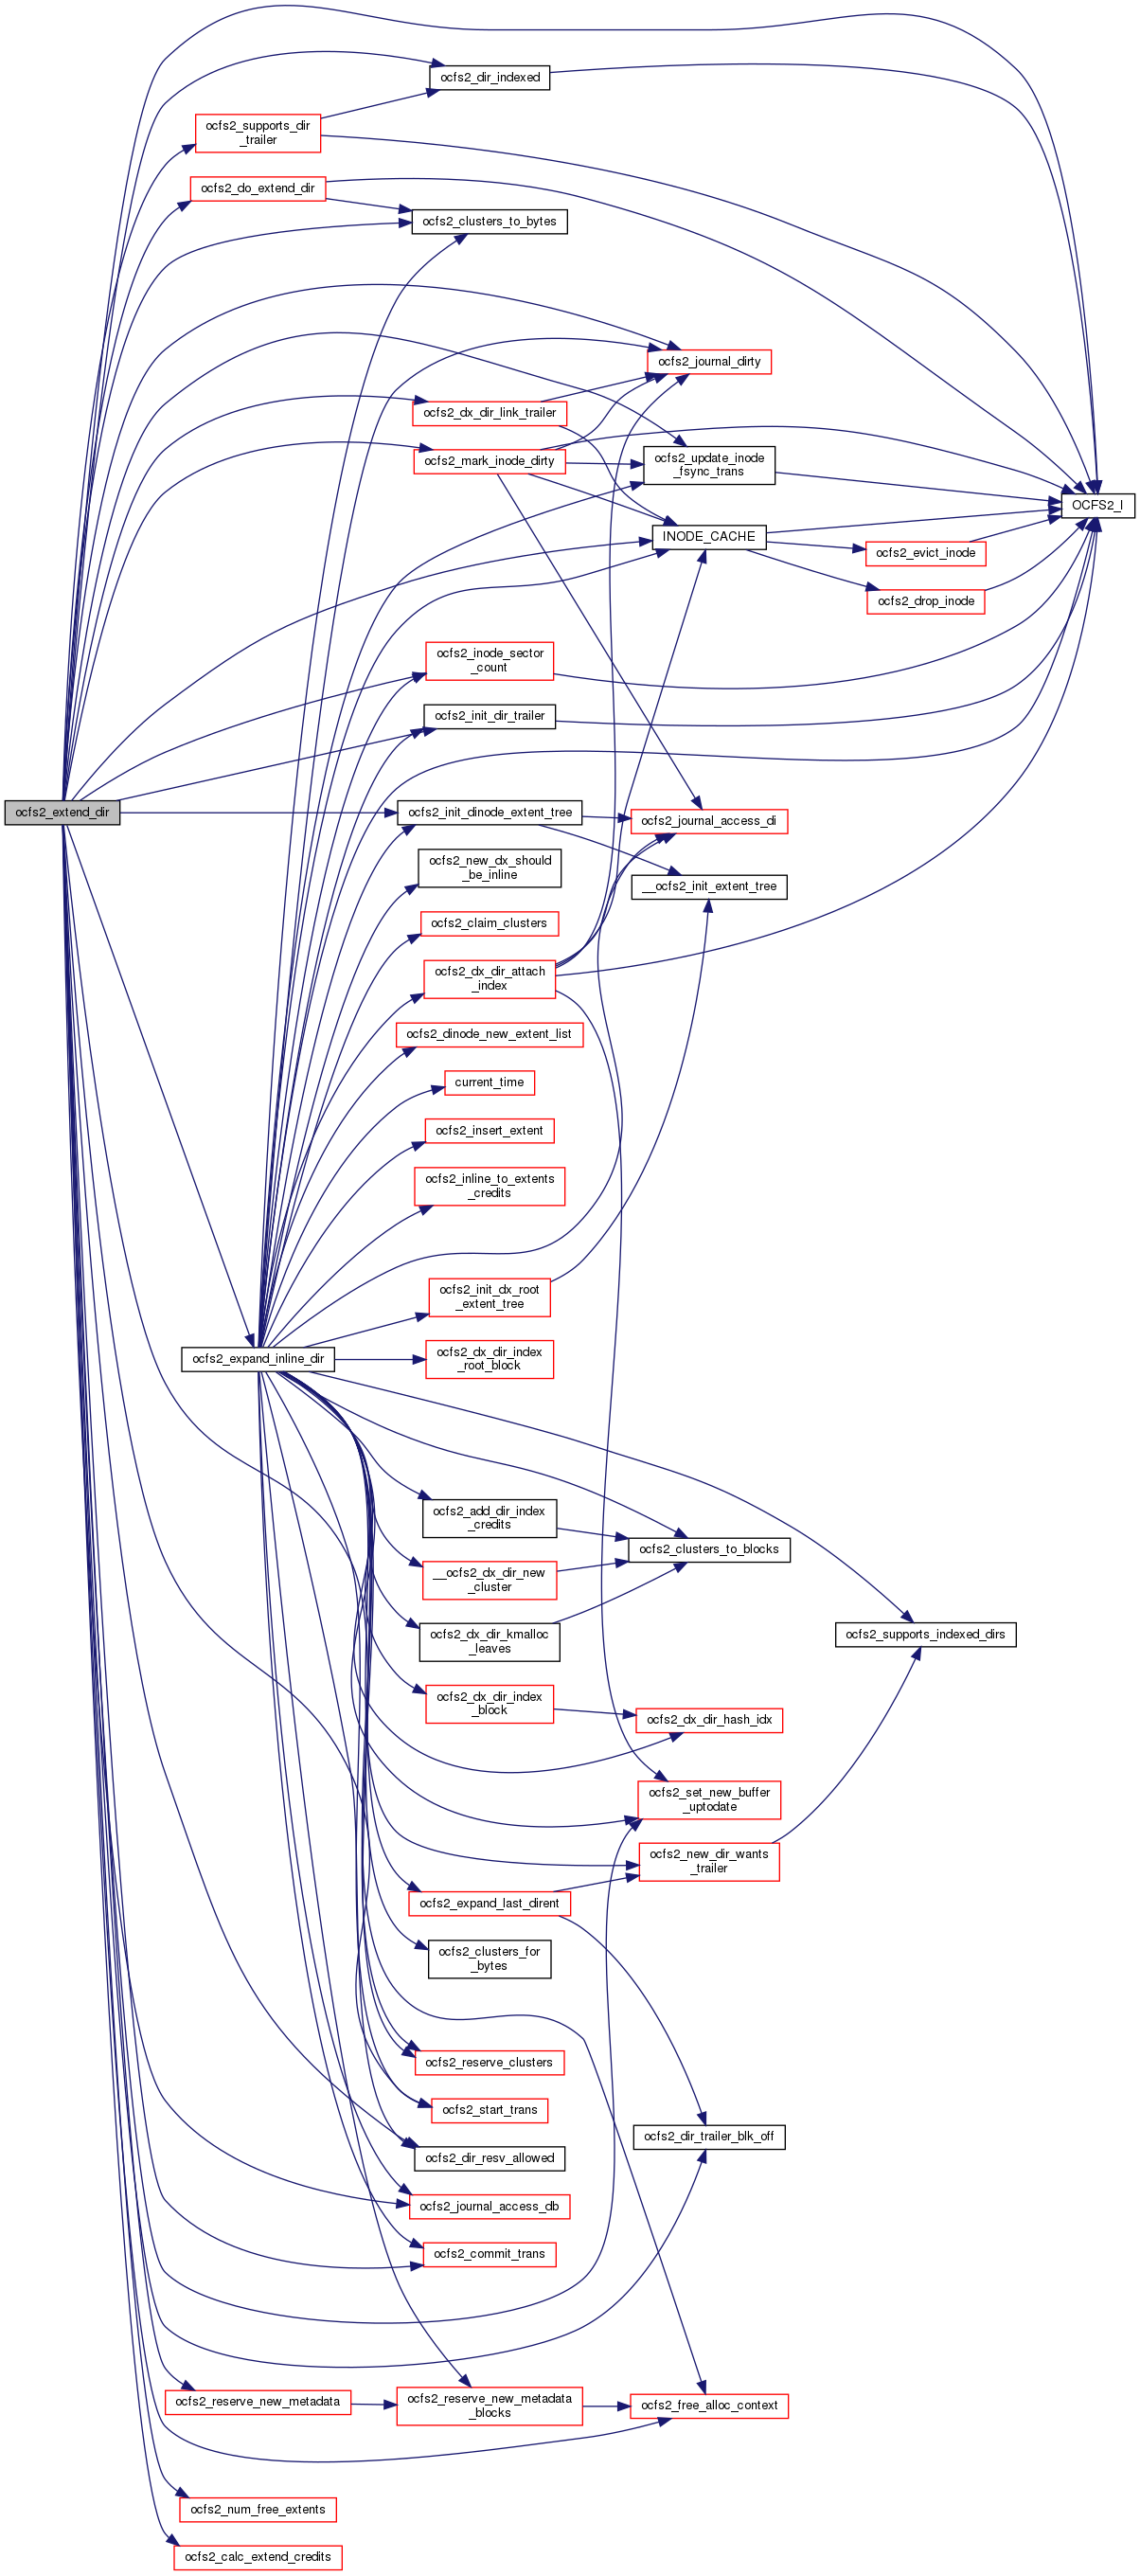 ocfs2_dir_indexed
ocfs2_supports_dir
_trailer
ocfs2_do_extend_dir
ocfs2_clusters_to_bytes
ocfs2_journal_dirty
ocfs2_dx_dir_link_trailer
ocfs2_mark_inode_dirty
ocfs2_update_inode
_fsync_trans
OCFS2_I
INODE_CACHE
ocfs2_evict_inode
ocfs2_drop_inode
ocfs2_inode_sector
_count
ocfs2_init_dir_trailer
ocfs2_extend_dir
ocfs2_init_dinode_extent_tree
ocfs2_journal_access_di
ocfs2_new_dx_should
_be_inline
__ocfs2_init_extent_tree
ocfs2_claim_clusters
ocfs2_dx_dir_attach
_index
ocfs2_dinode_new_extent_list
current_time
ocfs2_insert_extent
ocfs2_inline_to_extents
_credits
ocfs2_init_dx_root
_extent_tree
ocfs2_expand_inline_dir
ocfs2_dx_dir_index
_root_block
ocfs2_add_dir_index
_credits
ocfs2_clusters_to_blocks
__ocfs2_dx_dir_new
_cluster
ocfs2_dx_dir_kmalloc
_leaves
ocfs2_supports_indexed_dirs
ocfs2_dx_dir_index
_block
ocfs2_dx_dir_hash_idx
ocfs2_set_new_buffer
_uptodate
ocfs2_new_dir_wants
_trailer
ocfs2_expand_last_dirent
ocfs2_clusters_for
_bytes
ocfs2_reserve_clusters
ocfs2_start_trans
ocfs2_dir_trailer_blk_off
ocfs2_dir_resv_allowed
ocfs2_journal_access_db
ocfs2_commit_trans
ocfs2_reserve_new_metadata
ocfs2_reserve_new_metadata
_blocks
ocfs2_free_alloc_context
ocfs2_num_free_extents
ocfs2_calc_extend_credits